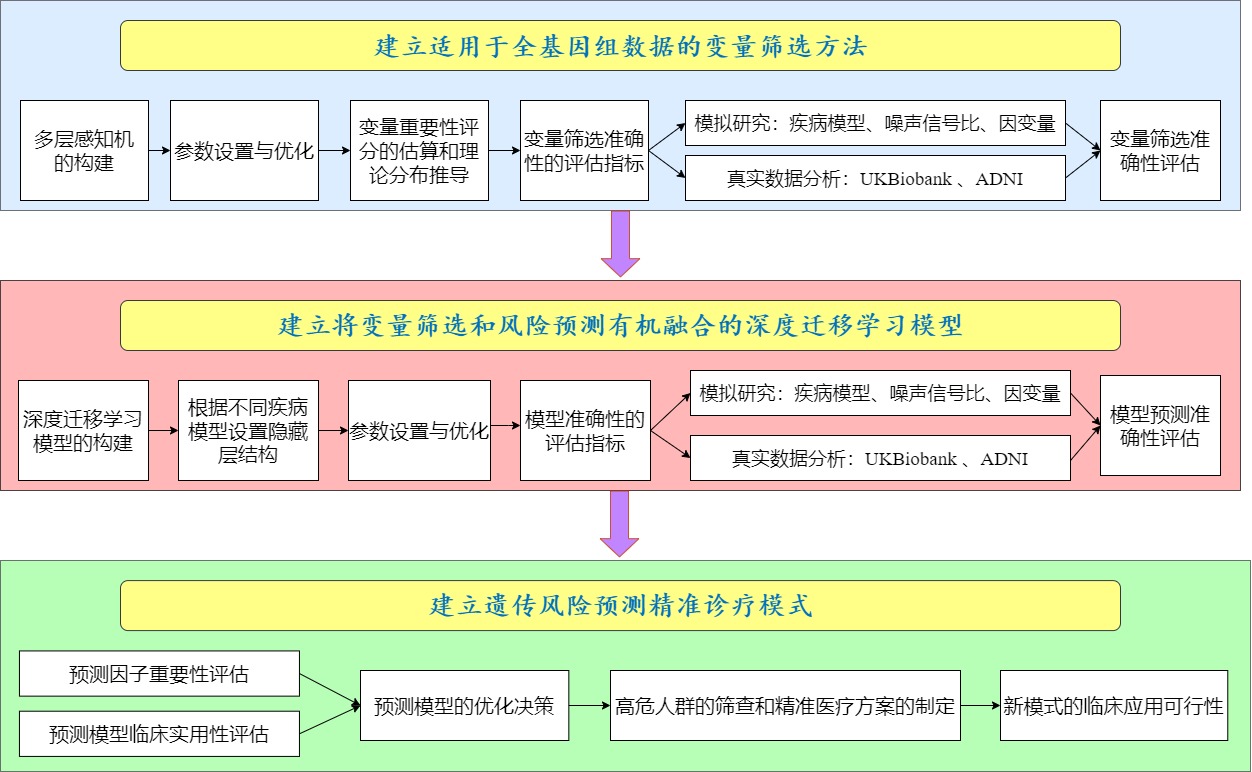 建立适用于全基因组数据的变量筛选方法
多层感知机
的构建
参数设置与优化
变量重要性评
分的估算和理
论分布推导
变量筛选准确
性的评估指标
模拟研究：疾病模型、噪声信号比、因变量
真实数据分析：UKBiobank 、ADNI
变量筛选准
确性评估
建立将变量筛选和风险预测有机融合的深度迁移学习模型
深度迁移学习
模型的构建
根据不同疾病
模型设置隐藏
层结构
参数设置与优化
模型准确性的
评估指标
模拟研究：疾病模型、噪声信号比、因变量
真实数据分析：UKBiobank 、ADNI
模型预测准
确性评估
建立遗传风险预测精准诊疗模式
预测因子重要性评估
预测模型临床实用性评估
预测模型的优化决策
高危人群的筛查和精准医疗方案的制定
新模式的临床应用可行性